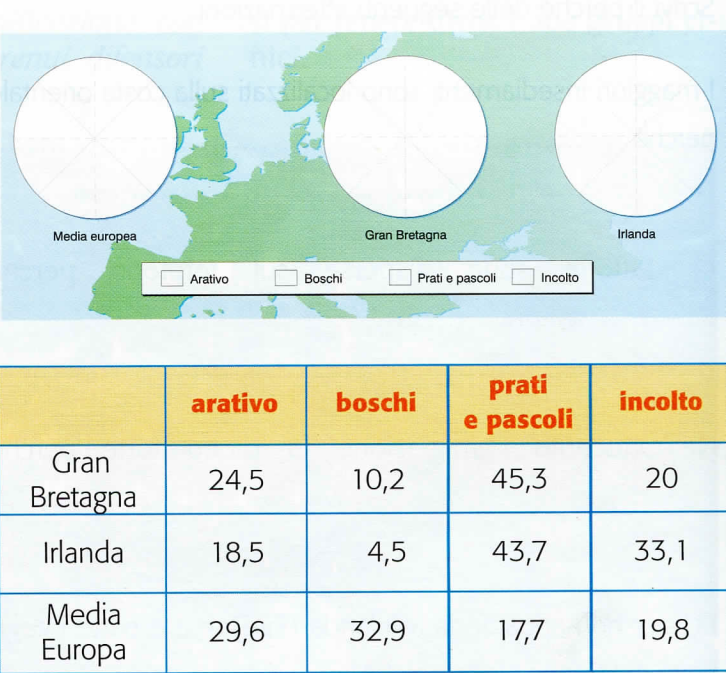 Media europea
Gran Bretagna
Irlanda
Arativo
Boschi
Prati e pascoli
Incolto
arativo
boschi
prati
e pascoli
incolto
Gran
Bretagna
24,5
10,2
45,3
20
Irlanda
18,5
4,5
43,7
33,1
Media
Europa
29,6
32,9
17,7
19,8